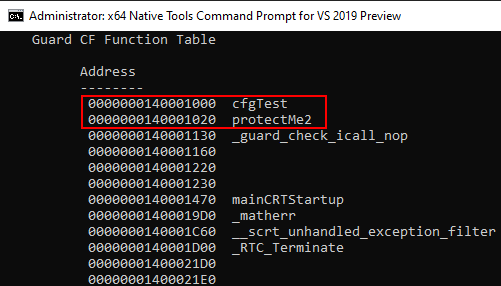 Administrator: x64 Native Tools Command Prompt for VS 2019 Preview
Guard CF Function Table
Address
--------
0000000140001000 cfgTest
0000000140001020 protectMe2
0000000140001130 _guard_check_icall_nop
0000000140001160
0000000140001220
0000000140001230
0000000140001470 mainCRTStartup
00000001400019D0 _matherr
0000000140001C60 __scrt_unhandled_exception_filter
0000000140001D00 _RTC_Terminate
00000001400021D0
00000001400021E0